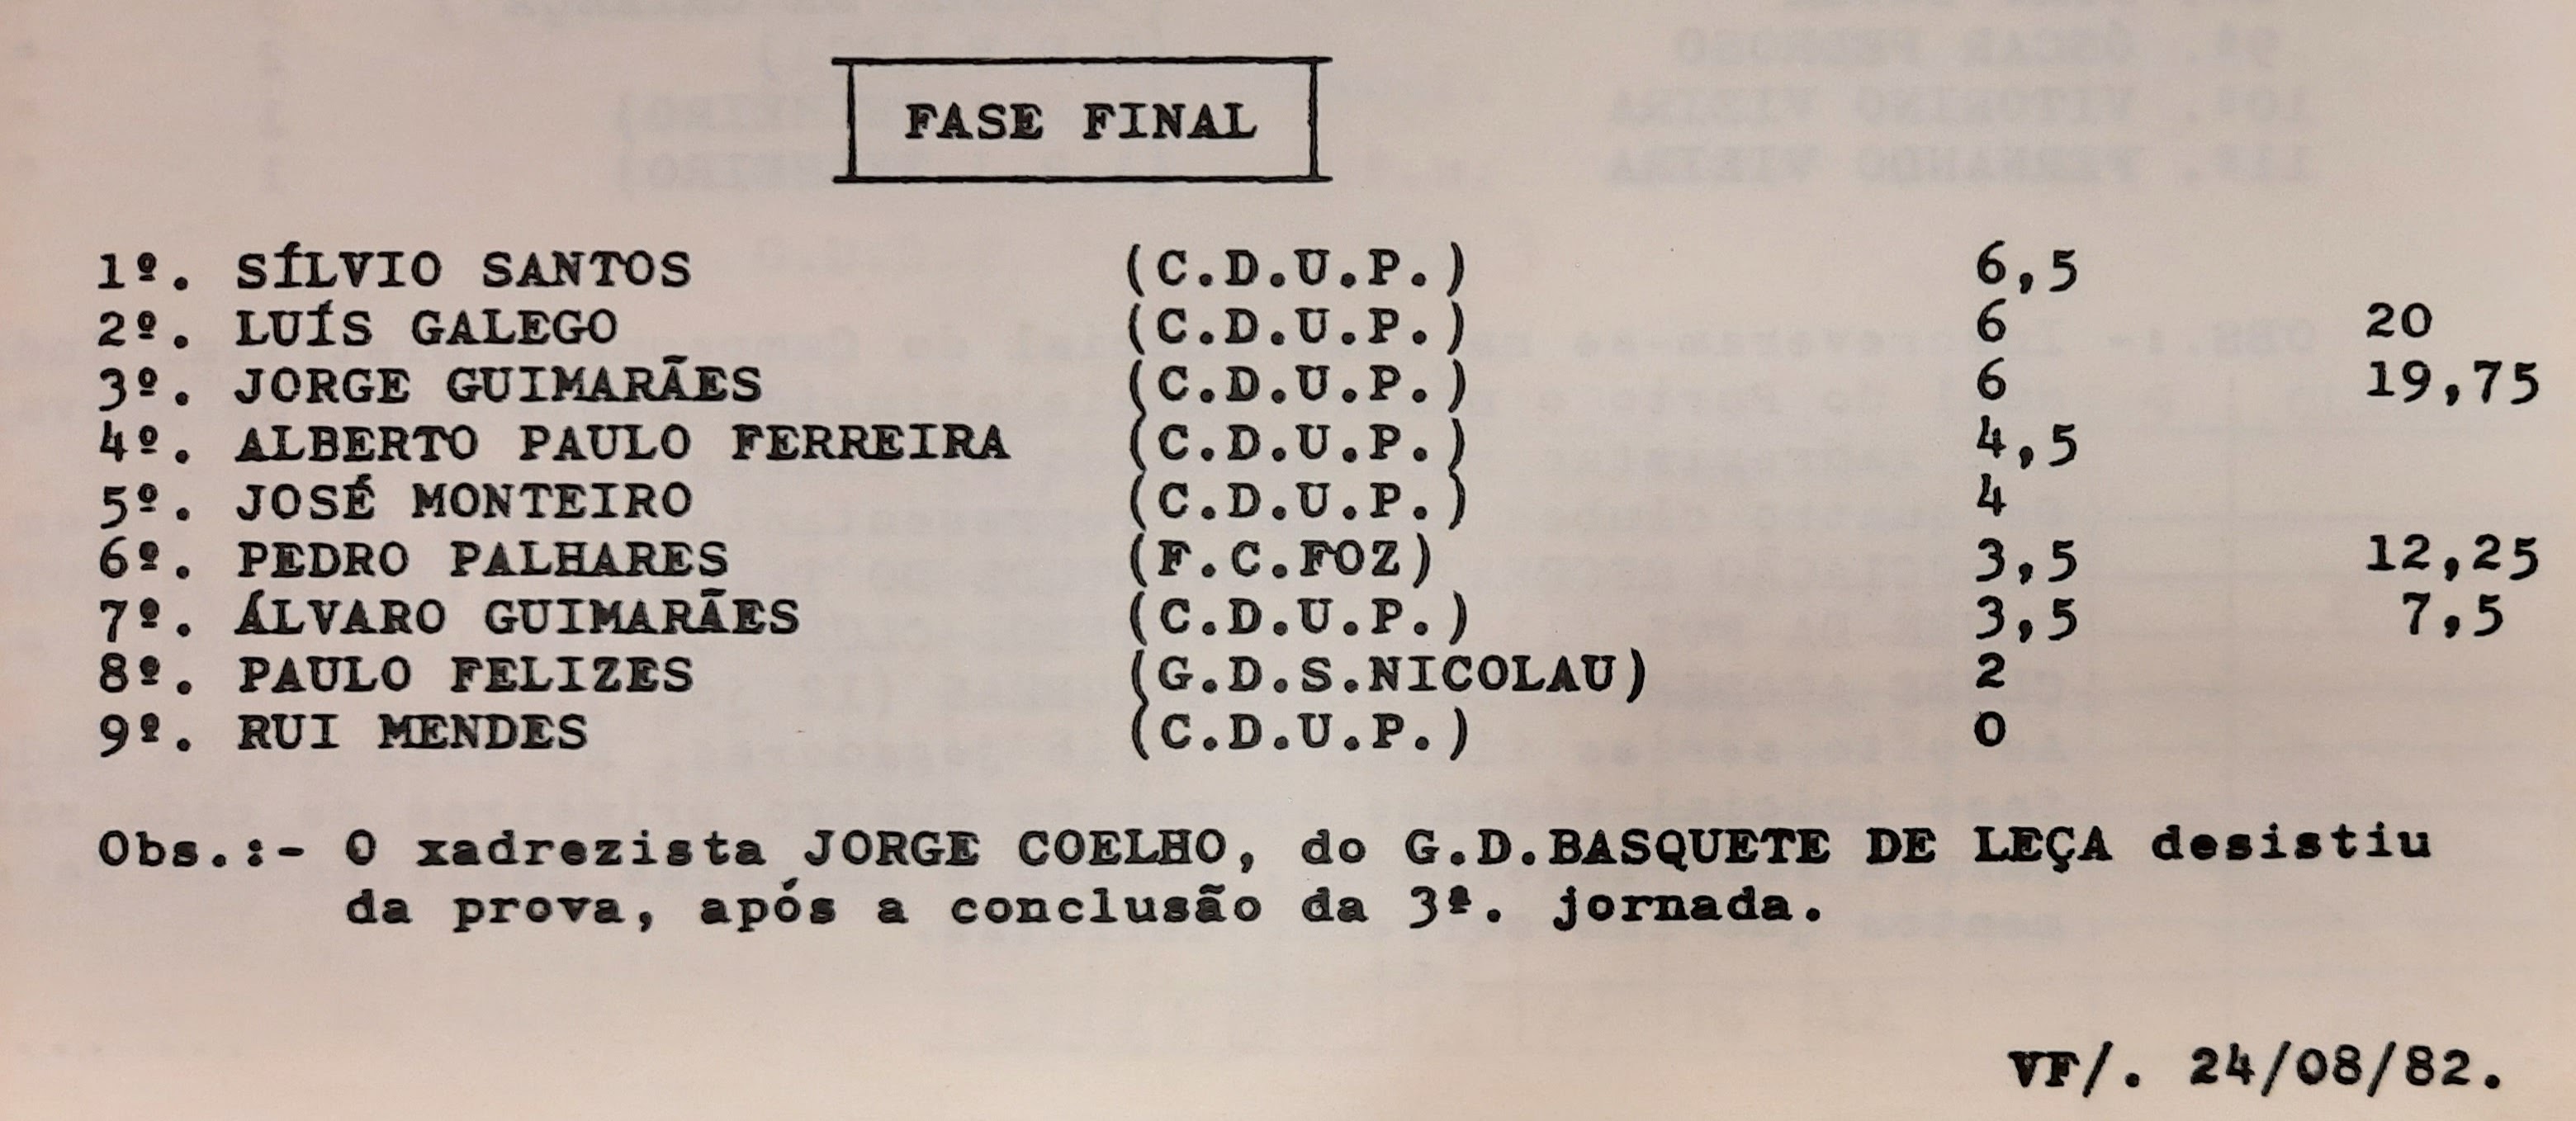 FASE FINAL
1º. SÍLVIO SANTOS (C.D.U.P.) 6,5
2º. LUÍS GALEGO (C.D.U.P.) 6 20
3º. JORGE GUIMARÃES (C.D.U.P.) 6 19,75
4º. ALBERTO PAULO FERREIRA (C.D.U.P.) 4,5
5º. JOSÉ MONTEIRO (C.D.U.P.) 4
6º. PEDRO PALHARES (F.C.FOZ) 3,5 12,25
7º. ÁLVARO GUIMARÃES (C.D.U.P.) 3,5 7,5
8º. PAULO FELIZES (G.D.S.NICOLAU) 2
9º. RUI MENDES (C.D.U.P.) 0
Obs.:- O xadrezista JORGE COELHO, do G.D.BASQUETE DE LEÇA desistiu
da prova, após a conclusão da 3ª. jornada.
VF/. 24/08/82.